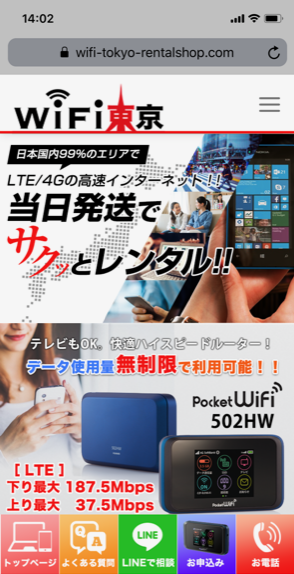 14:02
wifi-tokyo-rentalshop.com
WiFi東京
日本国内99%のエリアで
LTE/4Gの高速インターネット!!
当日発送で
サクッとレンタル!!
テレビもOK。快適ハイスピードルーター！
データ使用量無制限で利用可能！！
Pocket WiFi
502HW
[ LTE ]
下り最大 187.5Mbps
上り最大 37.5Mbps
Pocket WiFi
トップページ
よくある質問
LINE
LINEで相談
お申込み
お電話